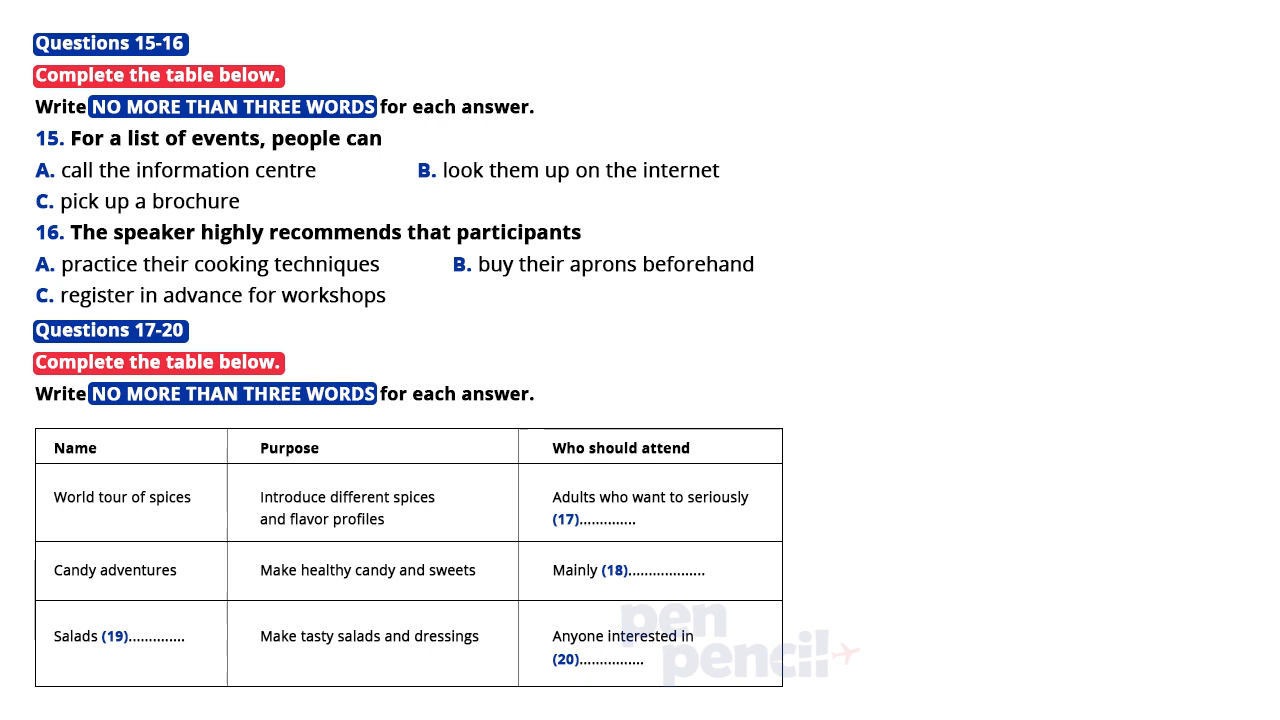 Questions 15-16
Complete the table below.
Write NO MORE THAN THREE WORDS for each answer.
15. For a list of events, people can
A. call the information centre B. look them up on the internet
C. pick up a brochure
16. The speaker highly recommends that participants
A. practice their cooking techniques B. buy their aprons beforehand
C. register in advance for workshops
Questions 17-20
Complete the table below.
Write NO MORE THAN THREE WORDS for each answer.
Name Purpose Who should attend
World tour of spices Introduce different spices Adults who want to seriously
and flavor profiles (17)..............
Candy adventures Make healthy candy and sweets Mainly (18)...................
Salads (19).............. Make tasty salads and dressings Anyone interested in
(20)................
pen
pencil